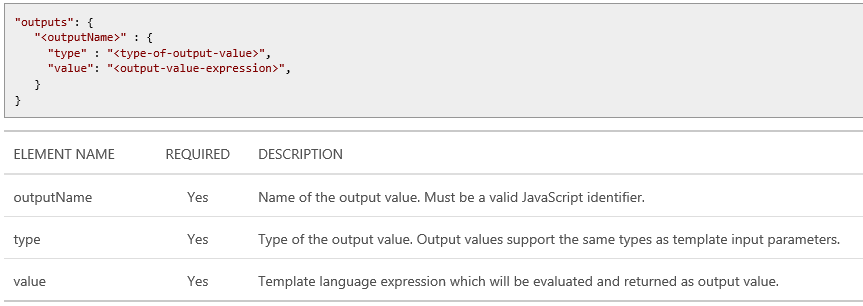 "outputs": {
"<outputName>" : {
"type" : "<type-of-output-value>",
"value": "<output-value-expression>",
}
}
ELEMENT NAME REQUIRED DESCRIPTION
outputName Yes Name of the output value. Must be a valid JavaScript identifier.
type Yes Type of the output value. Output values support the same types as template input parameters.
value Yes Template language expression which will be evaluated and returned as output value.